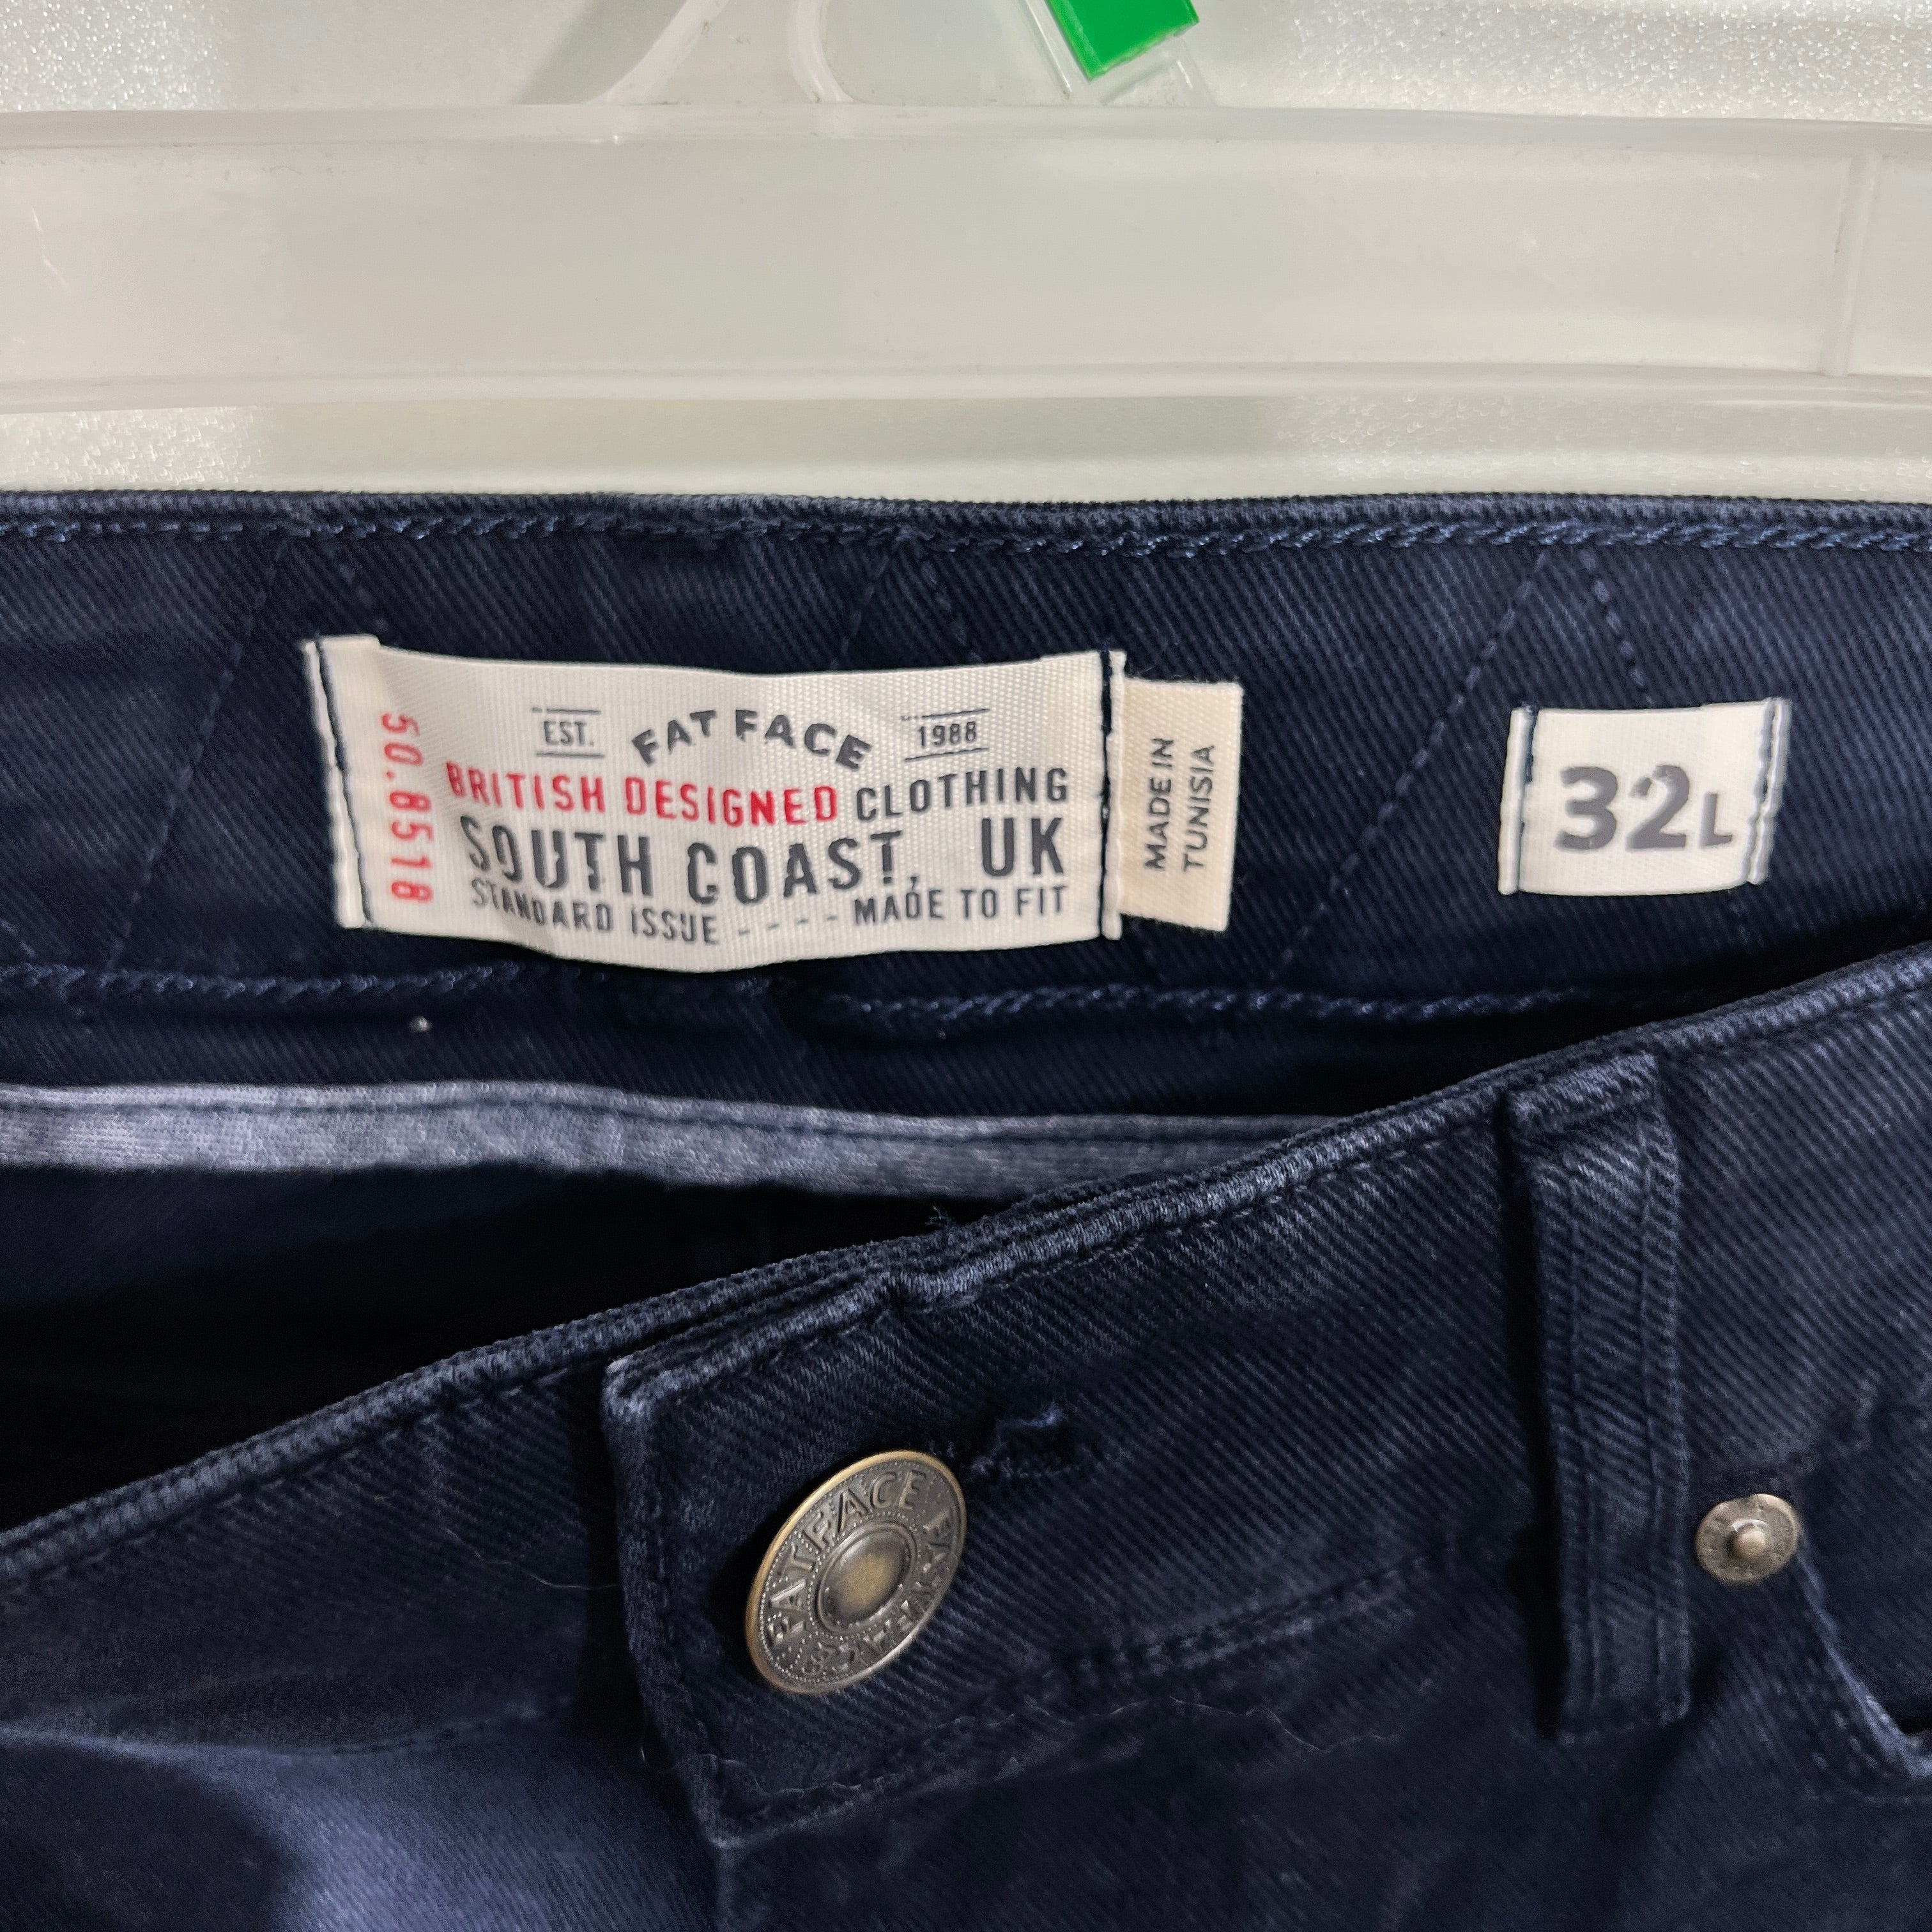 50.8518
EST. FAT FACE 1988
BRITISH DESIGNED CLOTHING
SOUTH COAST, UK
STANDARD ISSUE - - - - MADE TO FIT
MADE IN
TUNISIA
32L
FATFACE